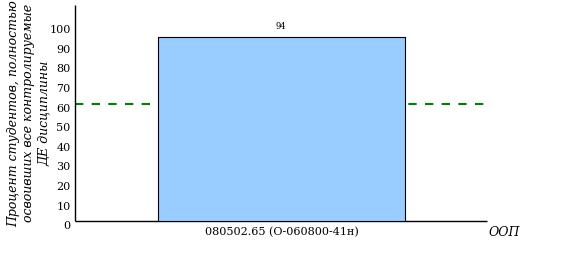 Процент студентов, полностью
освоивших все контролируемые
ДЕ дисциплины
94
100
90
80
70
60
50
40
30
20
10
0
080502.65 (О-060800-41н)
ООП